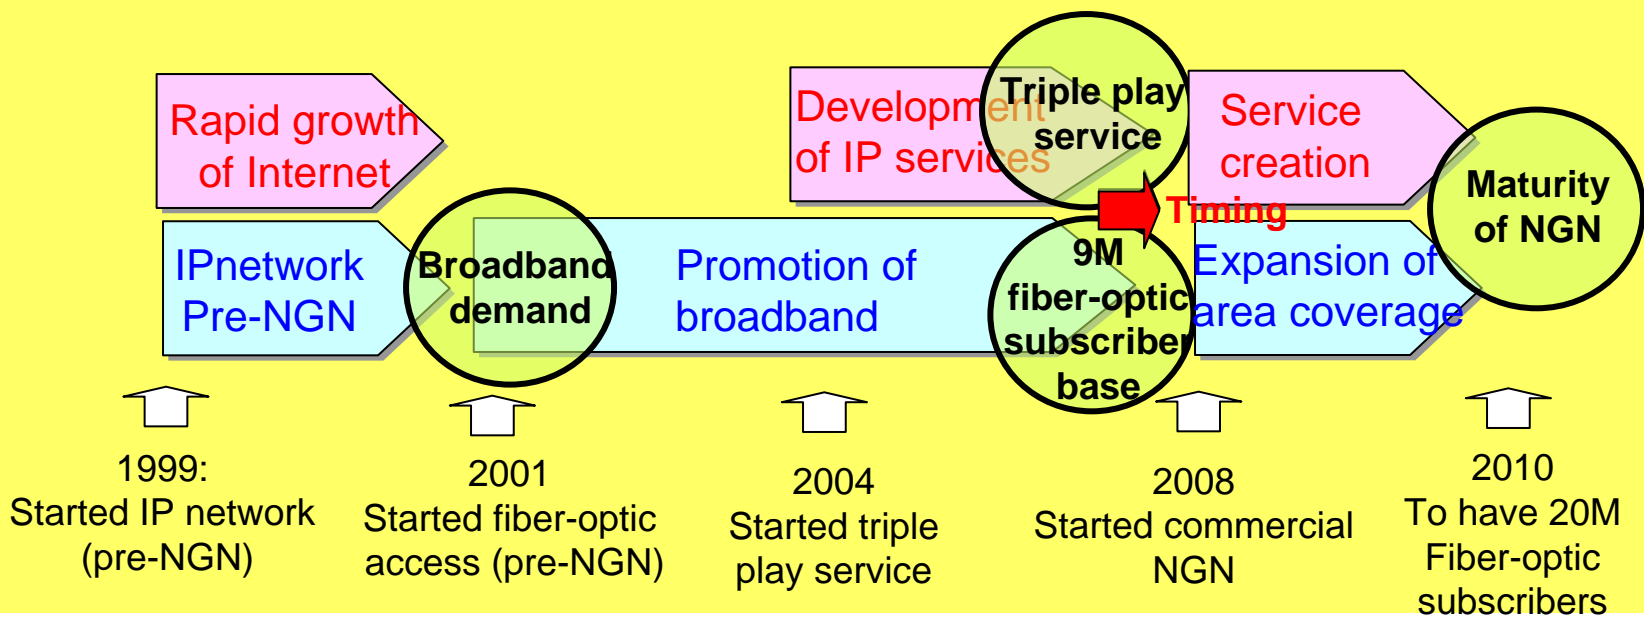 Rapid growth
of Internet
IPnetwork
Pre-NGN
Broadband
demand
Development
of IP services
Promotion of
broadband
Triple play
service
Timing
9M
fiber-optic
subscriber
base
Service
creation
Expansion of
area coverage
Maturity
of NGN
1999:
Started IP network
(pre-NGN)
2001
Started fiber-optic
access (pre-NGN)
2004
Started triple
play service
2008
Started commercial
NGN
2010
To have 20M
Fiber-optic
subscribers